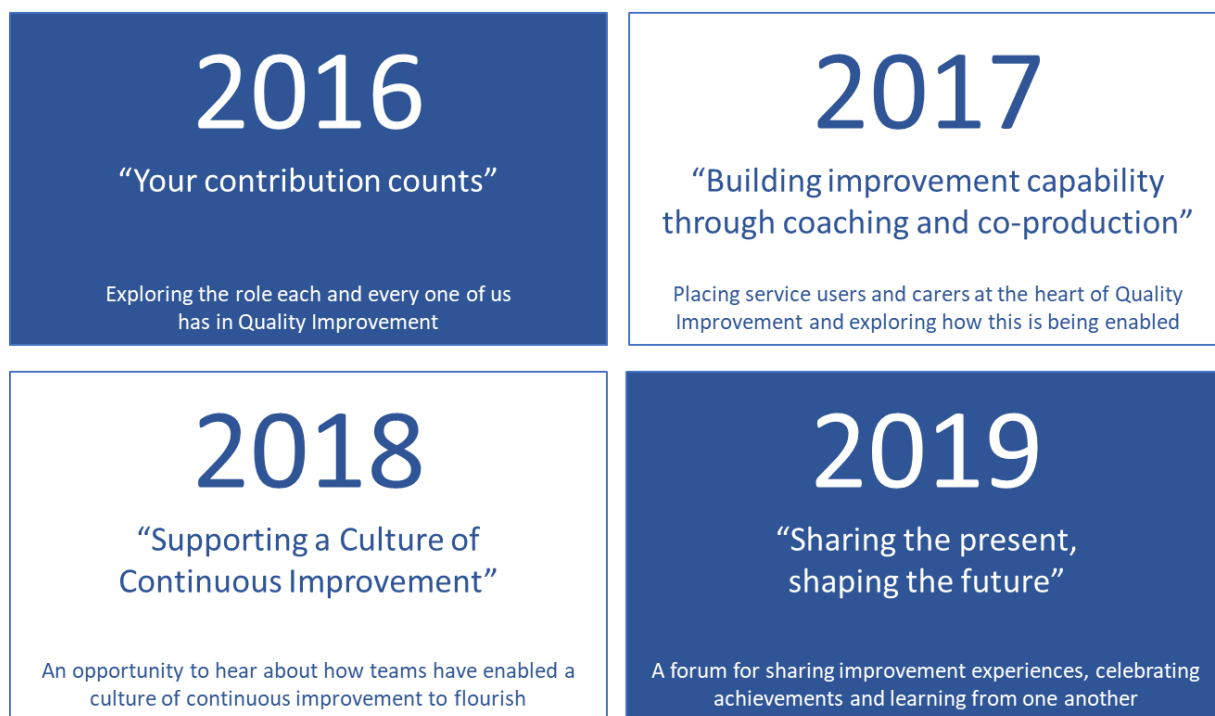 2016
“Your contribution counts”
Exploring the role each and every one of us
has in Quality Improvement
2017
“Building improvement capability
through coaching and co-production”
Placing service users and carers at the heart of Quality
Improvement and exploring how this is being enabled
2018
“Supporting a Culture of
Continuous Improvement”
An opportunity to hear about how teams have enabled a
culture of continuous improvement to flourish
2019
“Sharing the present,
shaping the future”
A forum for sharing improvement experiences, celebrating
achievements and learning from one another